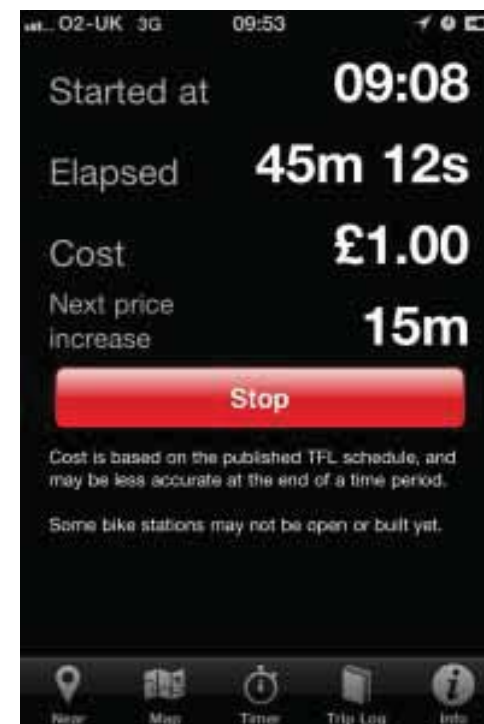 O2-UK 3G 09:53
Started at 09:08
Elapsed 45m 12s
Cost £1.00
Next price
increase 15m
Stop
Cost is based on the published TFL schedule, and
may be less accurate at the end of a time period.
Some bike stations may not be open or built yet.
Near Map Timer Trip Log Info